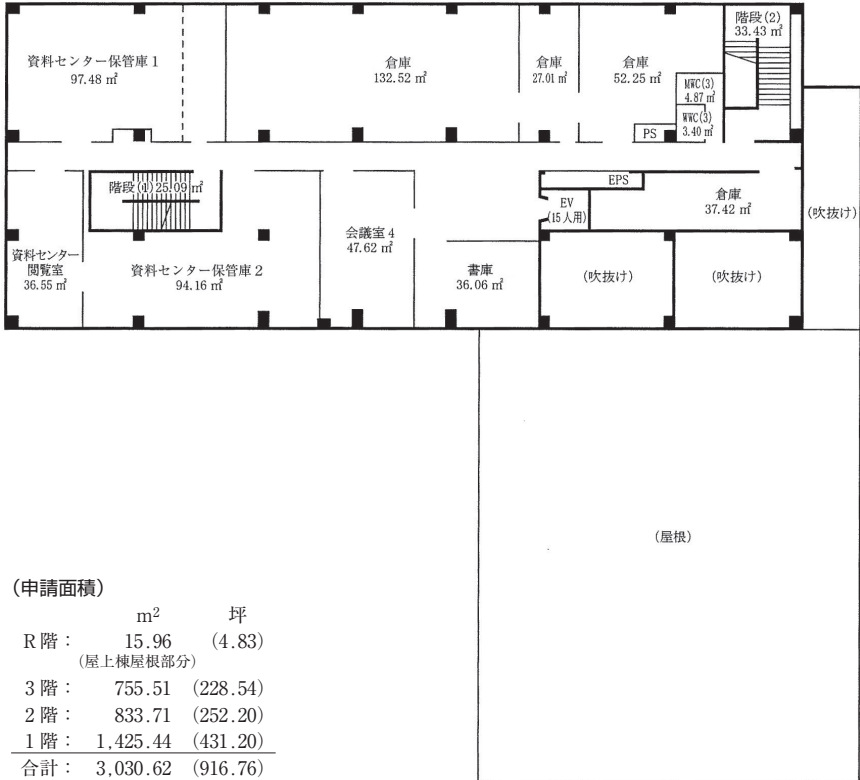 階段(2)
33.43 ㎡
資料センター保管庫 1
97.48 ㎡
倉庫
132.52 ㎡
倉庫
27.01 ㎡
倉庫
52.25 ㎡
MWC(3)
4.87 ㎡
WWC(3)
3.40 ㎡
PS
階段(1) 25.09 ㎡
EPS
EV
(15人用)
倉庫
37.42 ㎡
(吹抜け)
会議室 4
47.62 ㎡
資料センター
閲覧室
36.55 ㎡
資料センター保管庫 2
94.16 ㎡
書庫
36.06 ㎡
(吹抜け)
(吹抜け)
(屋根)
(申請面積)
m² 坪
R階: 15.96 (4.83)
(屋上棟屋根部分)
3階: 755.51 (228.54)
2階: 833.71 (252.20)
1階: 1,425.44 (431.20)
合計: 3,030.62 (916.76)